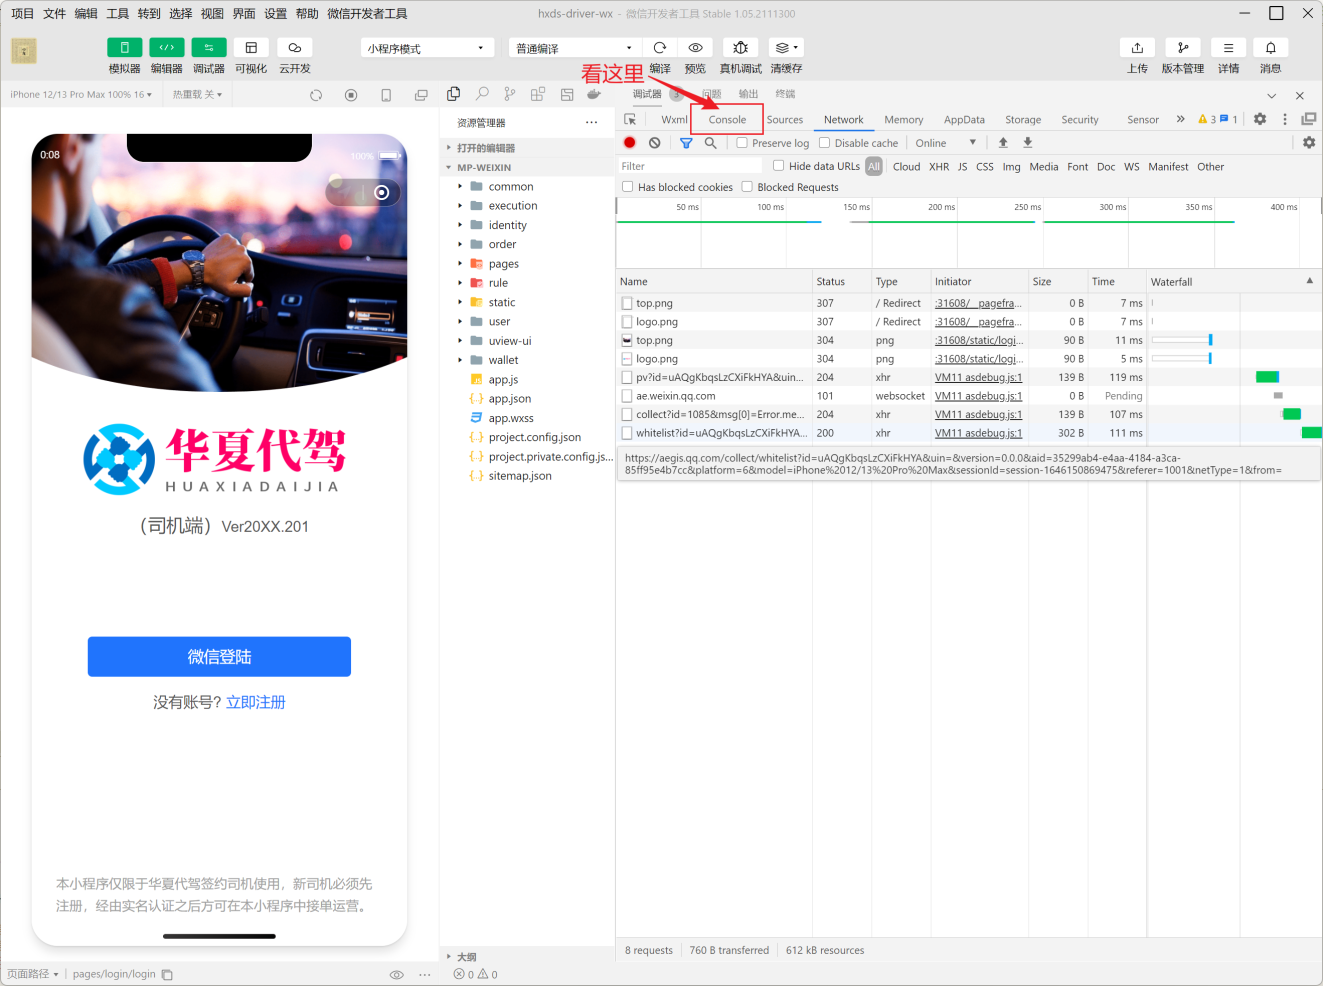 项目 文件 编辑 工具 转到 选择 视图 界面 设置 帮助 微信开发者工具
hxds-driver-wx - 微信开发者工具 Stable 1.05.2111300
小程序模式 普通编译
模拟器 编辑器 调试器 可视化 云开发
编译 预览 真机调试 清缓存
上传 版本管理 详情 消息
看这里
iPhone 12/13 Pro Max 100% 16
热重载 关
调试器 3 问题 输出 终端
资源管理器
Wxml Console Sources Network Memory AppData Storage Security Sensor 3 1
Preserve log Disable cache Online
Filter
Hide data URLs All Cloud XHR JS CSS Img Media Font Doc WS Manifest Other
Has blocked cookies Blocked Requests
50 ms 100 ms 150 ms 200 ms 250 ms 300 ms 350 ms 400 ms
0:08 100%
打开的编辑器
MP-WEIXIN
common
execution
identity
order
pages
rule
static
user
uview-ui
wallet
app.js
app.json
app.wxss
project.config.json
project.private.config.js...
sitemap.json
Name Status Type Initiator Size Time Waterfall
top.png 307 / Redirect :31608/__pagefra... 0 B 7 ms
logo.png 307 / Redirect :31608/__pagefra... 0 B 7 ms
top.png 304 png :31608/static/logi... 90 B 11 ms
logo.png 304 png :31608/static/logi... 90 B 5 ms
pv?id=uAQgKbqsLzCXiFkHYA&uin... 204 xhr VM11 asdebug.js:1 139 B 119 ms
ae.weixin.qq.com 101 websocket VM11 asdebug.js:1 0 B Pending
collect?id=1085&msg[0]=Error.me... 204 xhr VM11 asdebug.js:1 139 B 107 ms
whitelist?id=uAQgKbqsLzCXiFkHYA... 200 xhr VM11 asdebug.js:1 302 B 111 ms
https://aegis.qq.com/collect/whitelist?id=uAQgKbqsLzCXiFkHYA&uin=&version=0.0.0&aid=35299ab4-e4aa-4184-a3ca-
85ff95e4b7cc&platform=6&model=iPhone%2012/13%20Pro%20Max&sessionId=session-1646150869475&referer=1001&netType=1&from=
华夏代驾
HUAXIADAIJIA
（司机端）Ver20XX.201
微信登陆
没有账号? 立即注册
本小程序仅限于华夏代驾签约司机使用，新司机必须先
注册，经由实名认证之后方可在本小程序中接单运营。
大纲
8 requests 760 B transferred 612 kB resources
页面路径 pages/login/login
0 0